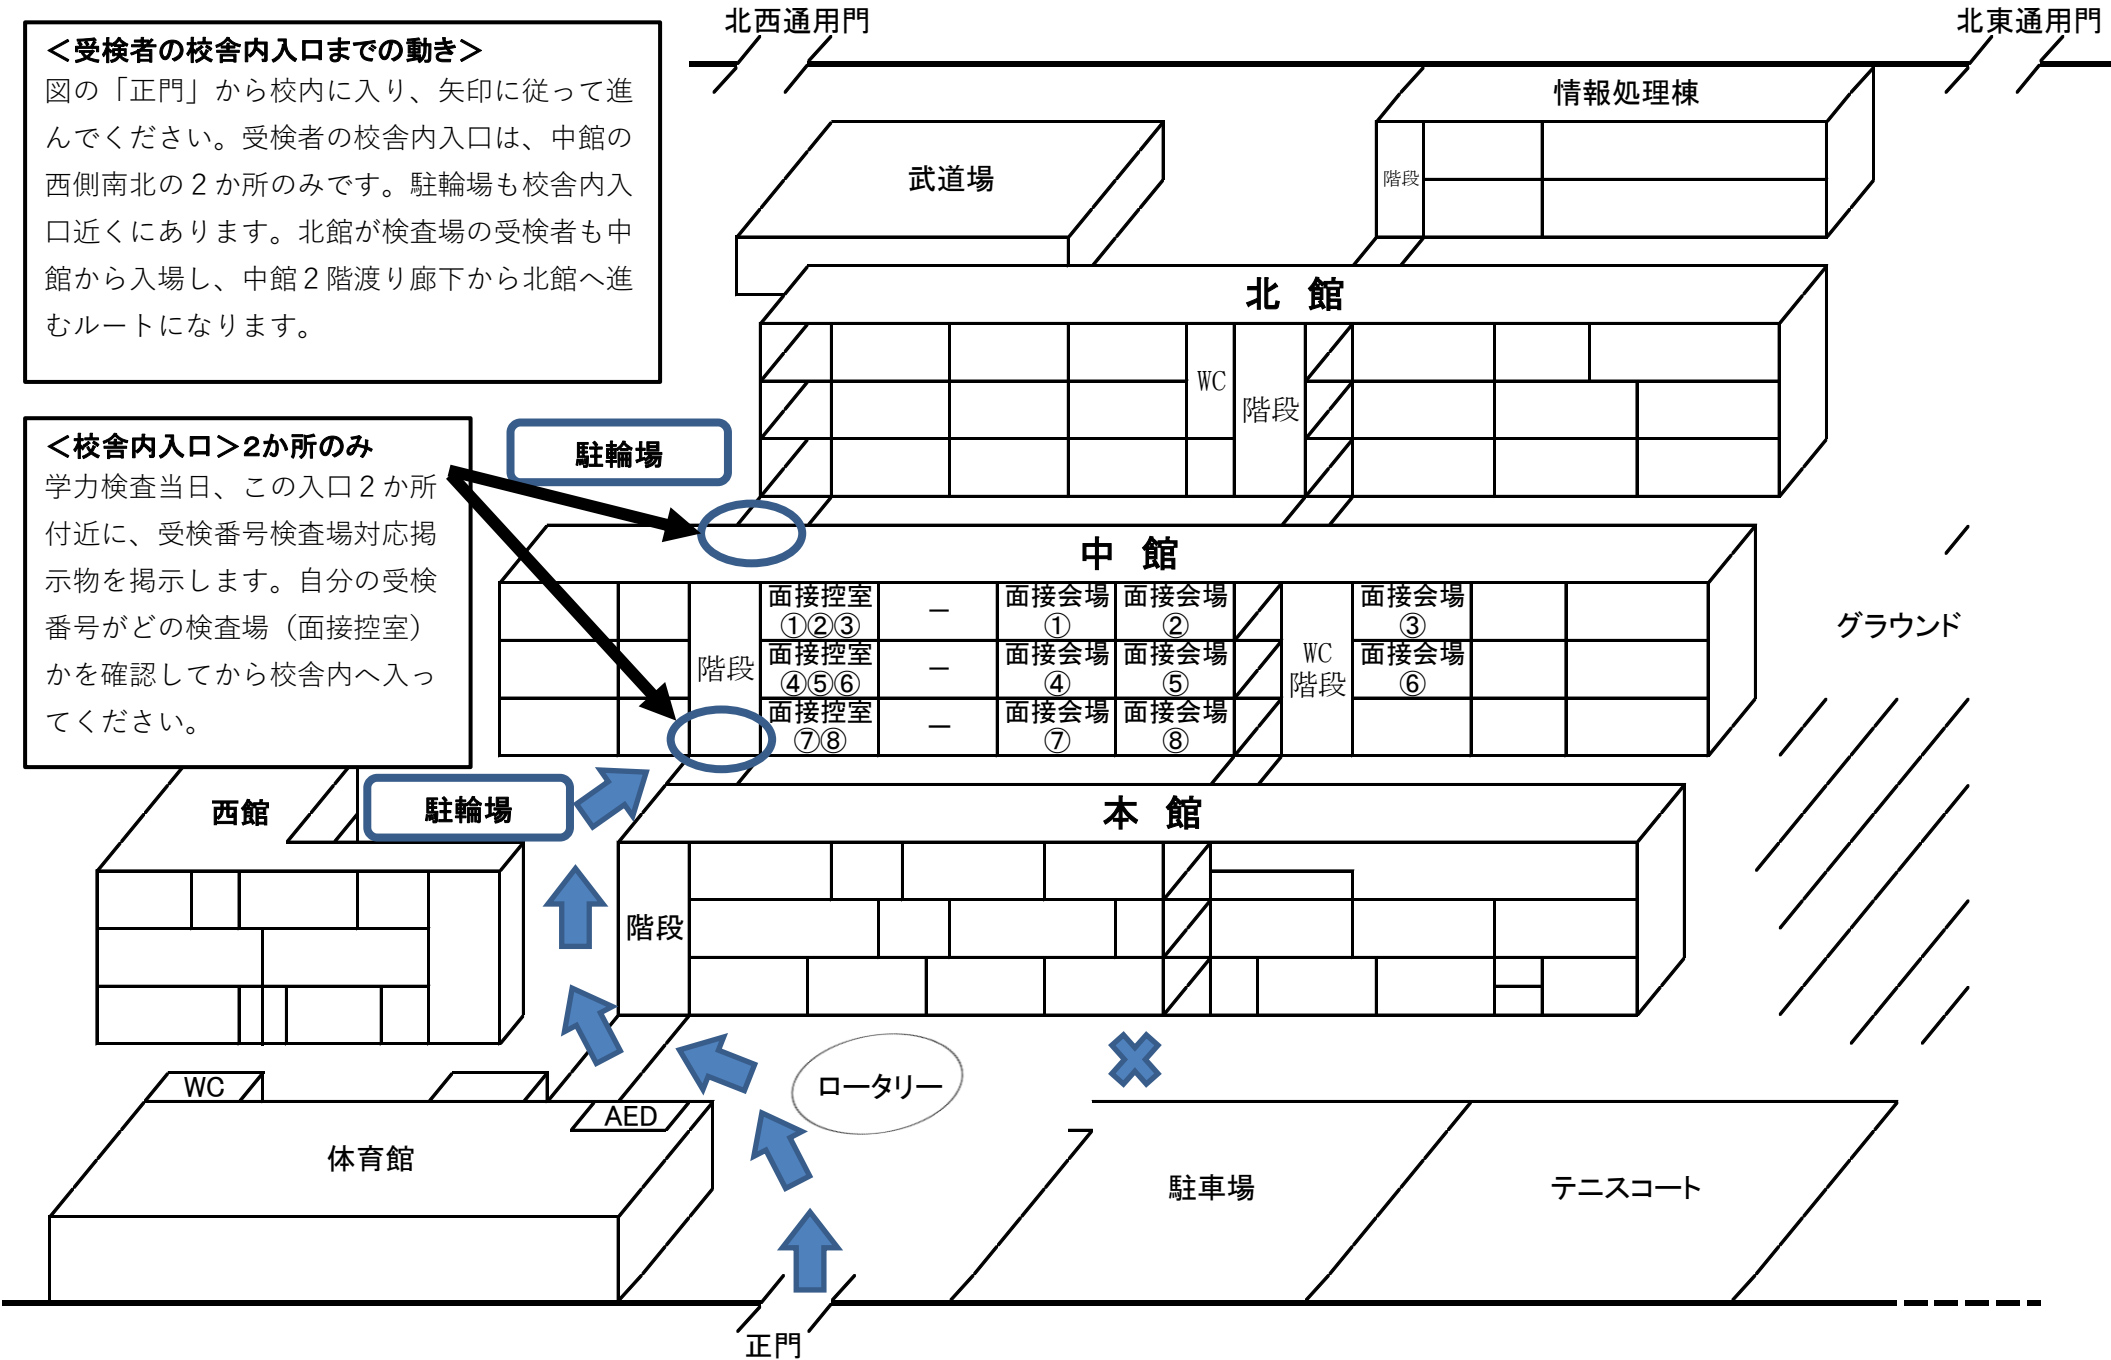 北西通用門
北東通用門
＜受検者の校舎内入口までの動き＞
図の「正門」から校内に入り、矢印に従って進
んでください。受検者の校舎内入口は、中館の
西側南北の２か所のみです。駐輪場も校舎内入
口近くにあります。北館が検査場の受検者も中
館から入場し、中館２階渡り廊下から北館へ進
むルートになります。
情報処理棟
階段
武道場
北 館
WC
階段
＜校舎内入口＞2か所のみ
学力検査当日、この入口２か所
付近に、受検番号検査場対応掲
示物を掲示します。自分の受検
番号がどの検査場（面接控室）
かを確認してから校舎内へ入っ
てください。
駐輪場
中 館
階段
面接控室
①②③
－
面接会場
①
面接会場
②
面接会場
③
面接控室
④⑤⑥
－
面接会場
④
面接会場
⑤
WC
階段
面接会場
⑥
面接控室
⑦⑧
－
面接会場
⑦
面接会場
⑧
グラウンド
西館
駐輪場
本 館
階段
ロータリー
WC
AED
体育館
駐車場
テニスコート
正門